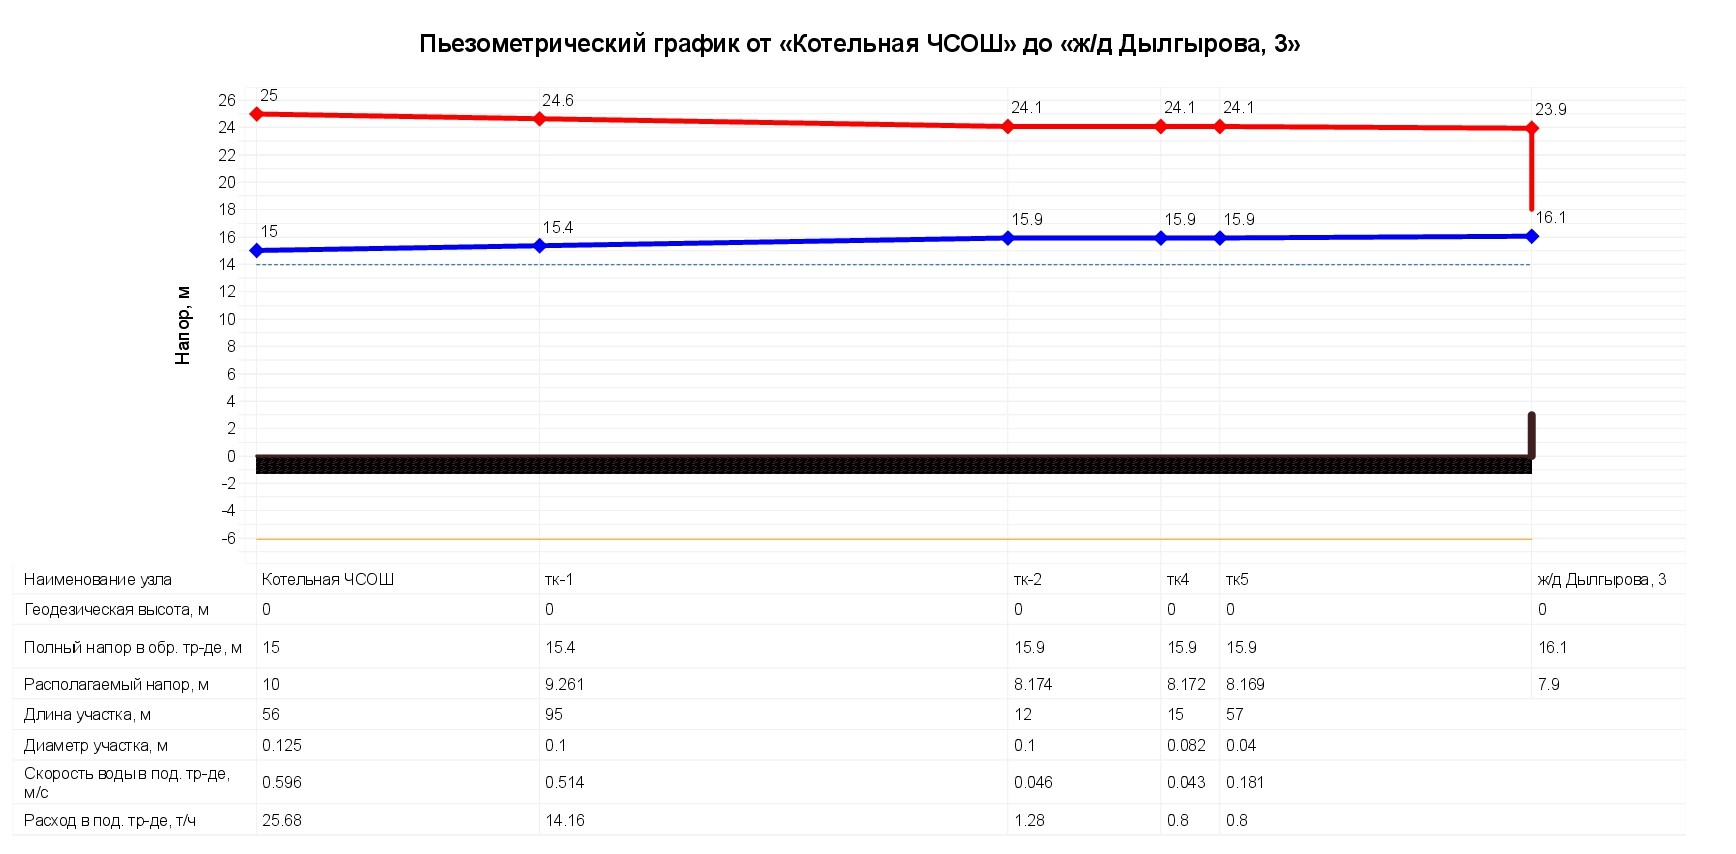 Пьезометрический график от «Котельная ЧСОШ» до «ж/д Дылгырова, 3»
26
24
22
20
18
16
14
12
10
8
6
4
2
0
-2
-4
-6
Напор, м
25 24.6 24.1 24.1 24.1 23.9
15 15.4 15.9 15.9 15.9 16.1
Наименование узла Котельная ЧСОШ тк-1 тк-2 тк4 тк5 ж/д Дылгырова, 3
Геодезическая высота, м 0 0 0 0 0 0
Полный напор в обр. тр-де, м 15 15.4 15.9 15.9 15.9 16.1
Располагаемый напор, м 10 9.261 8.174 8.172 8.169 7.9
Длина участка, м 56 95 12 15 57
Диаметр участка, м 0.125 0.1 0.1 0.082 0.04
Скорость воды в под. тр-де,
м/с 0.596 0.514 0.046 0.043 0.181
Расход в под. тр-де, т/ч 25.68 14.16 1.28 0.8 0.8